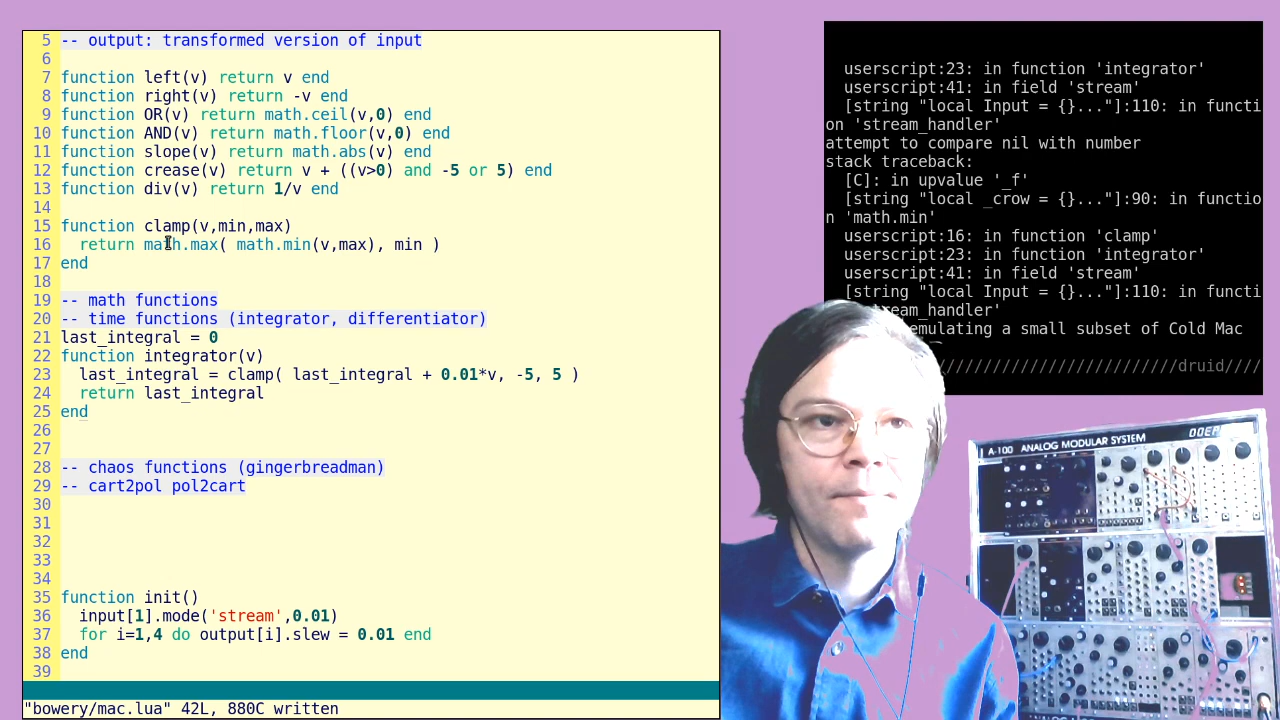 5 -- output: transformed version of input
6
7 function left(v) return v end
8 function right(v) return -v end
9 function OR(v) return math.ceil(v,0) end
10 function AND(v) return math.floor(v,0) end
11 function slope(v) return math.abs(v) end
12 function crease(v) return v + ((v>0) and -5 or 5) end
13 function div(v) return 1/v end
14
15 function clamp(v,min,max)
16   return math.max( math.min(v,max), min )
17 end
18
19 -- math functions
20 -- time functions (integrator, differentiator)
21 last_integral = 0
22 function integrator(v)
23   last_integral = clamp( last_integral + 0.01*v, -5, 5 )
24   return last_integral
25 end
26
27
28 -- chaos functions (gingerbreadman)
29 -- cart2pol pol2cart
30
31
32
33
34
35 function init()
36   input[1].mode('stream',0.01)
37   for i=1,4 do output[i].slew = 0.01 end
38 end
39
"bowery/mac.lua" 42L, 880C written
userscript:23: in function 'integrator'
userscript:41: in field 'stream'
[string "local Input = {}..."]:110: in functi
on 'stream_handler'
attempt to compare nil with number
stack traceback:
[C]: in upvalue '_f'
[string "local _crow = {}..."]:90: in functio
n 'math.min'
userscript:16: in function 'clamp'
userscript:23: in function 'integrator'
userscript:41: in field 'stream'
[string "local Input = {}..."]:110: in functi
eam_handler'
emulating a small subset of Cold Mac
///////////////////////////druid////
A-100 ANALOG MODULAR SYSTEM